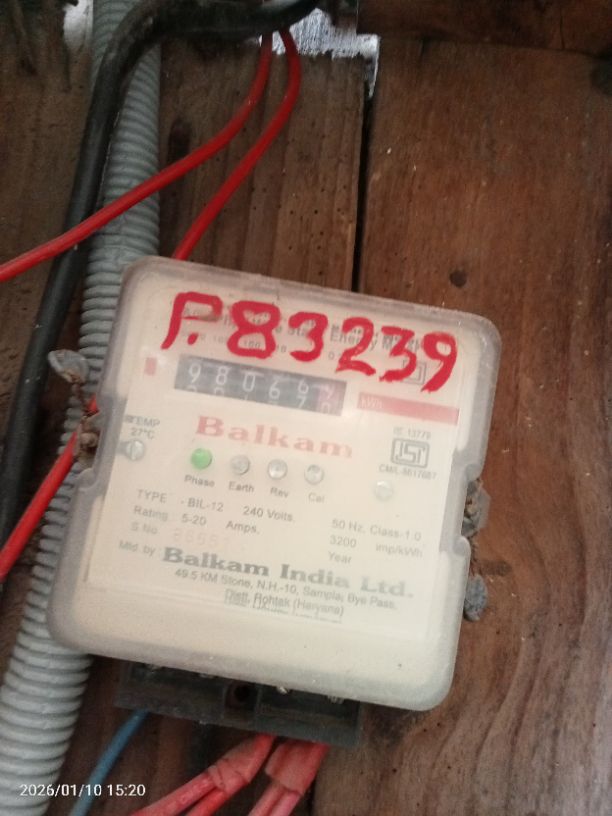 P.83239
kWh
Balkam
TEMP
27°C
IS 13779
ISI
CM/L-8617687
Phase Earth Rev Cal
TYPE - BIL-12 240 Volts. 50 Hz, Class-1.0
Rating 5-20 Amps. 3200 imp/kWh
S.No. Year
Mfd. by Balkam India Ltd.
49.5 KM Stone, N.H.-10, Sampla, Bye Pass,
Distt. Rohtak (Haryana)
2026/01/10 15:20